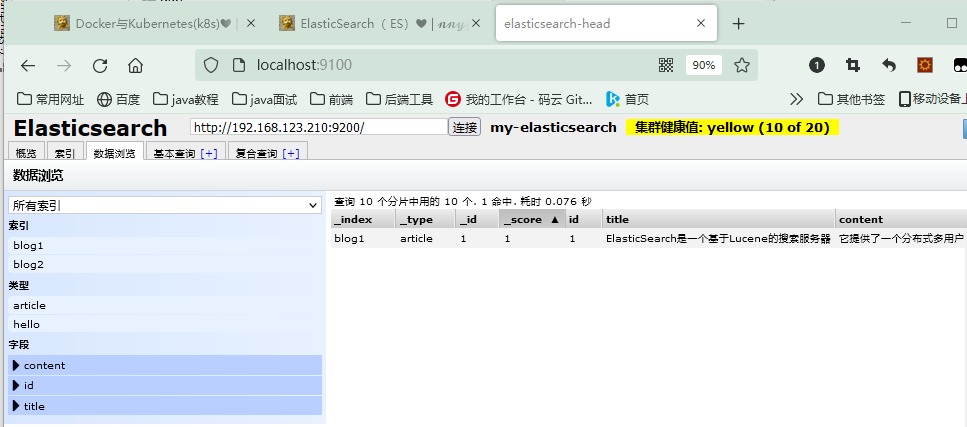 Docker与Kubernetes(k8s)♥ |
ElasticSearch（ES）♥ | nny
elasticsearch-head
localhost:9100
90%
1
常用网址 百度 java教程 java面试 前端 后端工具 我的工作台 - 码云 Git... 首页 其他书签 移动设备上
Elasticsearch http://192.168.123.210:9200/ 连接 my-elasticsearch 集群健康值: yellow (10 of 20)
概览 索引 数据浏览 基本查询 [+] 复合查询 [+]
数据浏览
所有索引
索引
blog1
blog2
类型
article
hello
字段
content
id
title
查询 10 个分片中用的 10 个. 1 命中. 耗时 0.076 秒
_index _type _id _score ▲ id title content
blog1 article 1 1 1 ElasticSearch是一个基于Lucene的搜索服务器 它提供了一个分布式多用户